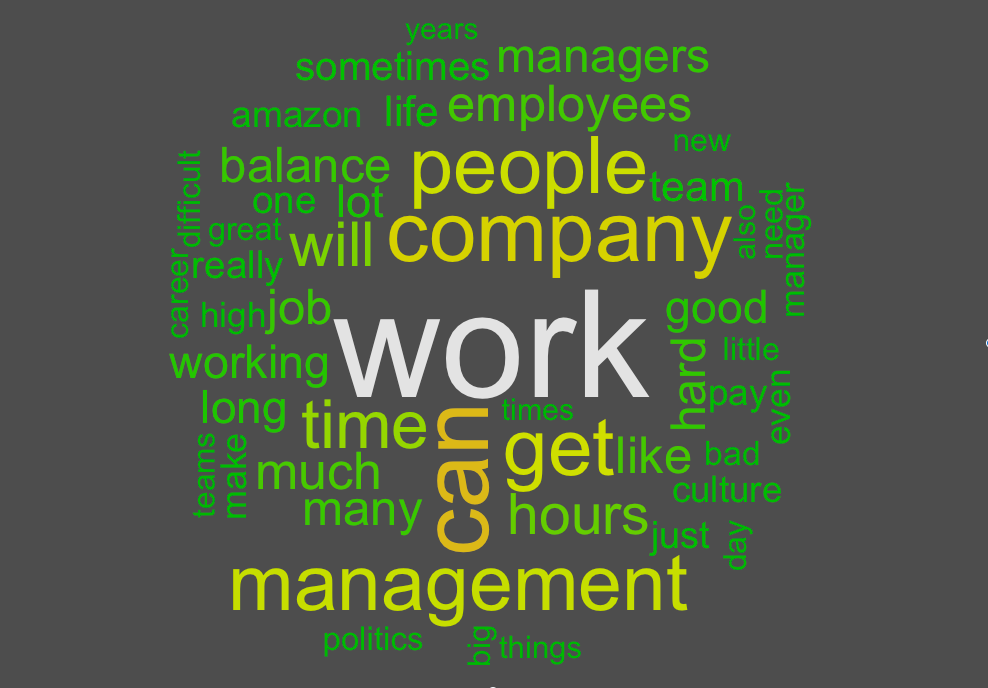 years
sometimes managers
amazon life employees
new
balance people
difficult
one lot team
great will company also need manager
career really
high job good
work
working hard little
long pay even
time times
can get like bad
teams make much culture
many hours
just day
management
politics big things